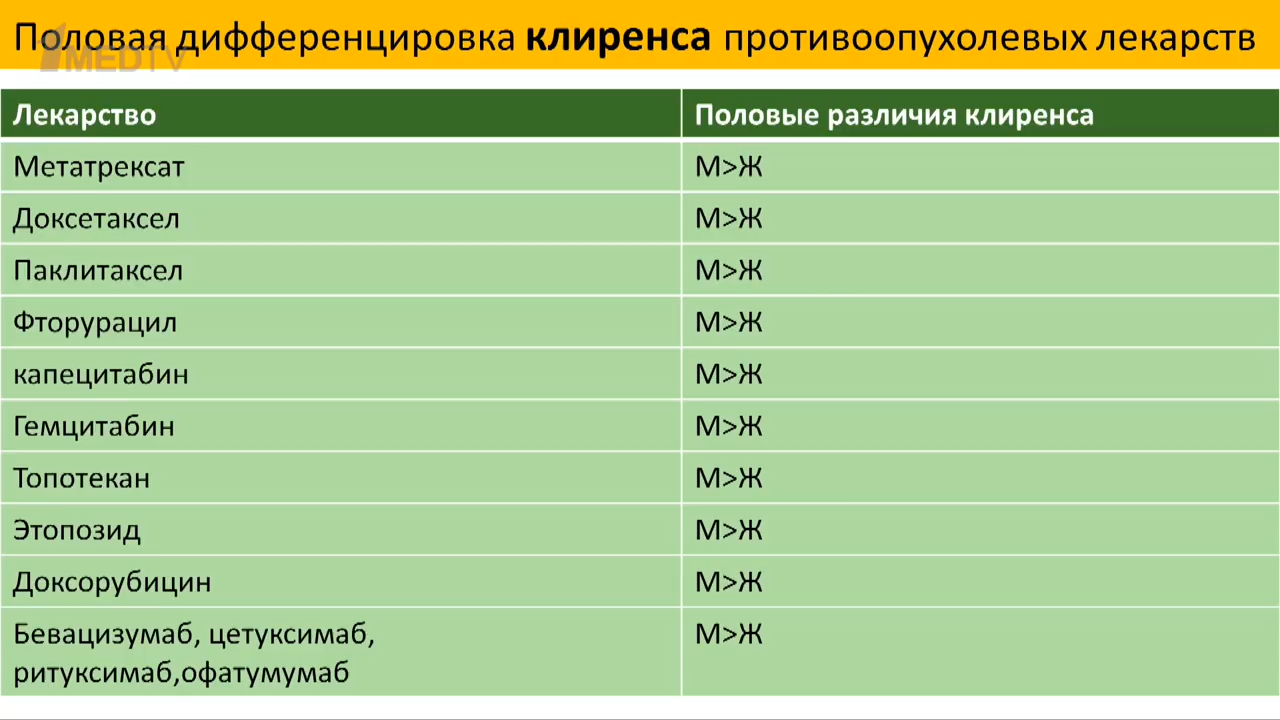 Половая дифференцировка клиренса противоопухолевых лекарств
1MEDTV
Лекарство Половые различия клиренса
Метатрексат М>Ж
Доксетаксел М>Ж
Паклитаксел М>Ж
Фторурацил М>Ж
капецитабин М>Ж
Гемцитабин М>Ж
Топотекан М>Ж
Этопозид М>Ж
Доксорубицин М>Ж
Бевацизумаб, цетуксимаб, М>Ж
ритуксимаб,офатумумаб